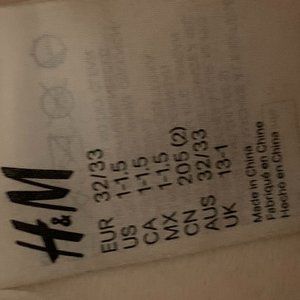 H&M
EUR 32/33
US 1-1.5
CA 1-1.5
MX 1-1.5
CN 205 (2)
AUS 32/33
UK 13-1
Made in China
Fabriqué en Chine
Hecho en China